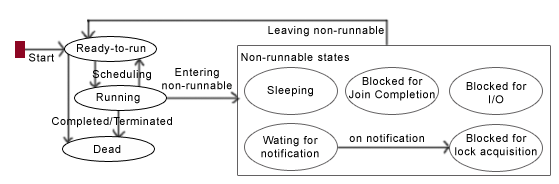 Leaving non-runnable
Ready-to-run
Start
Non-runnable states
Scheduling
Entering
non-runnable
Sleeping
Blocked for
Join Completion
Blocked for
I/O
Running
Completed/Terminated
Wating for
notification
on notification
Blocked for
lock acquisition
Dead